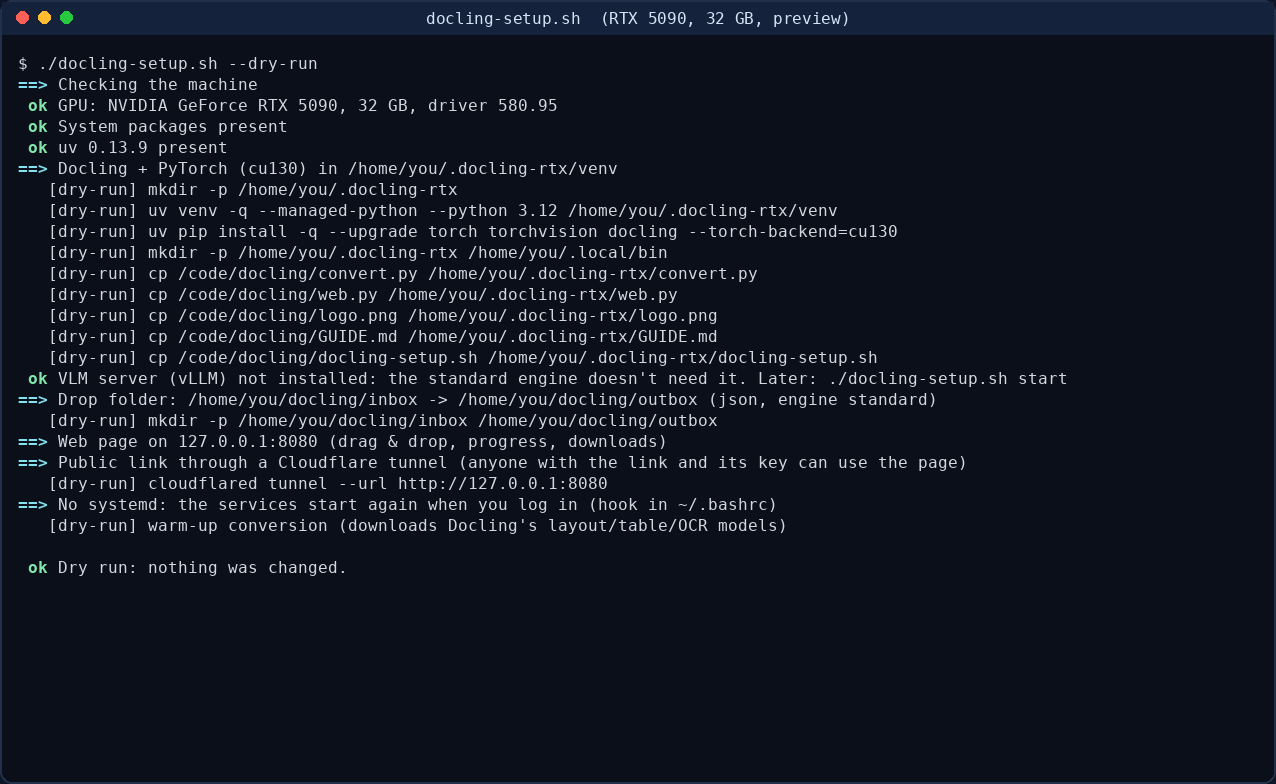 docling-setup.sh  (RTX 5090, 32 GB, preview)
$ ./docling-setup.sh --dry-run
==> Checking the machine
 ok GPU: NVIDIA GeForce RTX 5090, 32 GB, driver 580.95
 ok System packages present
 ok uv 0.13.9 present
==> Docling + PyTorch (cu130) in /home/you/.docling-rtx/venv
   [dry-run] mkdir -p /home/you/.docling-rtx
   [dry-run] uv venv -q --managed-python --python 3.12 /home/you/.docling-rtx/venv
   [dry-run] uv pip install -q --upgrade torch torchvision docling --torch-backend=cu130
   [dry-run] mkdir -p /home/you/.docling-rtx /home/you/.local/bin
   [dry-run] cp /code/docling/convert.py /home/you/.docling-rtx/convert.py
   [dry-run] cp /code/docling/web.py /home/you/.docling-rtx/web.py
   [dry-run] cp /code/docling/logo.png /home/you/.docling-rtx/logo.png
   [dry-run] cp /code/docling/GUIDE.md /home/you/.docling-rtx/GUIDE.md
   [dry-run] cp /code/docling/docling-setup.sh /home/you/.docling-rtx/docling-setup.sh
 ok VLM server (vLLM) not installed: the standard engine doesn't need it. Later: ./docling-setup.sh start
==> Drop folder: /home/you/docling/inbox -> /home/you/docling/outbox (json, engine standard)
   [dry-run] mkdir -p /home/you/docling/inbox /home/you/docling/outbox
==> Web page on 127.0.0.1:8080 (drag & drop, progress, downloads)
==> Public link through a Cloudflare tunnel (anyone with the link and its key can use the page)
   [dry-run] cloudflared tunnel --url http://127.0.0.1:8080
==> No systemd: the services start again when you log in (hook in ~/.bashrc)
   [dry-run] warm-up conversion (downloads Docling's layout/table/OCR models)
 ok Dry run: nothing was changed.